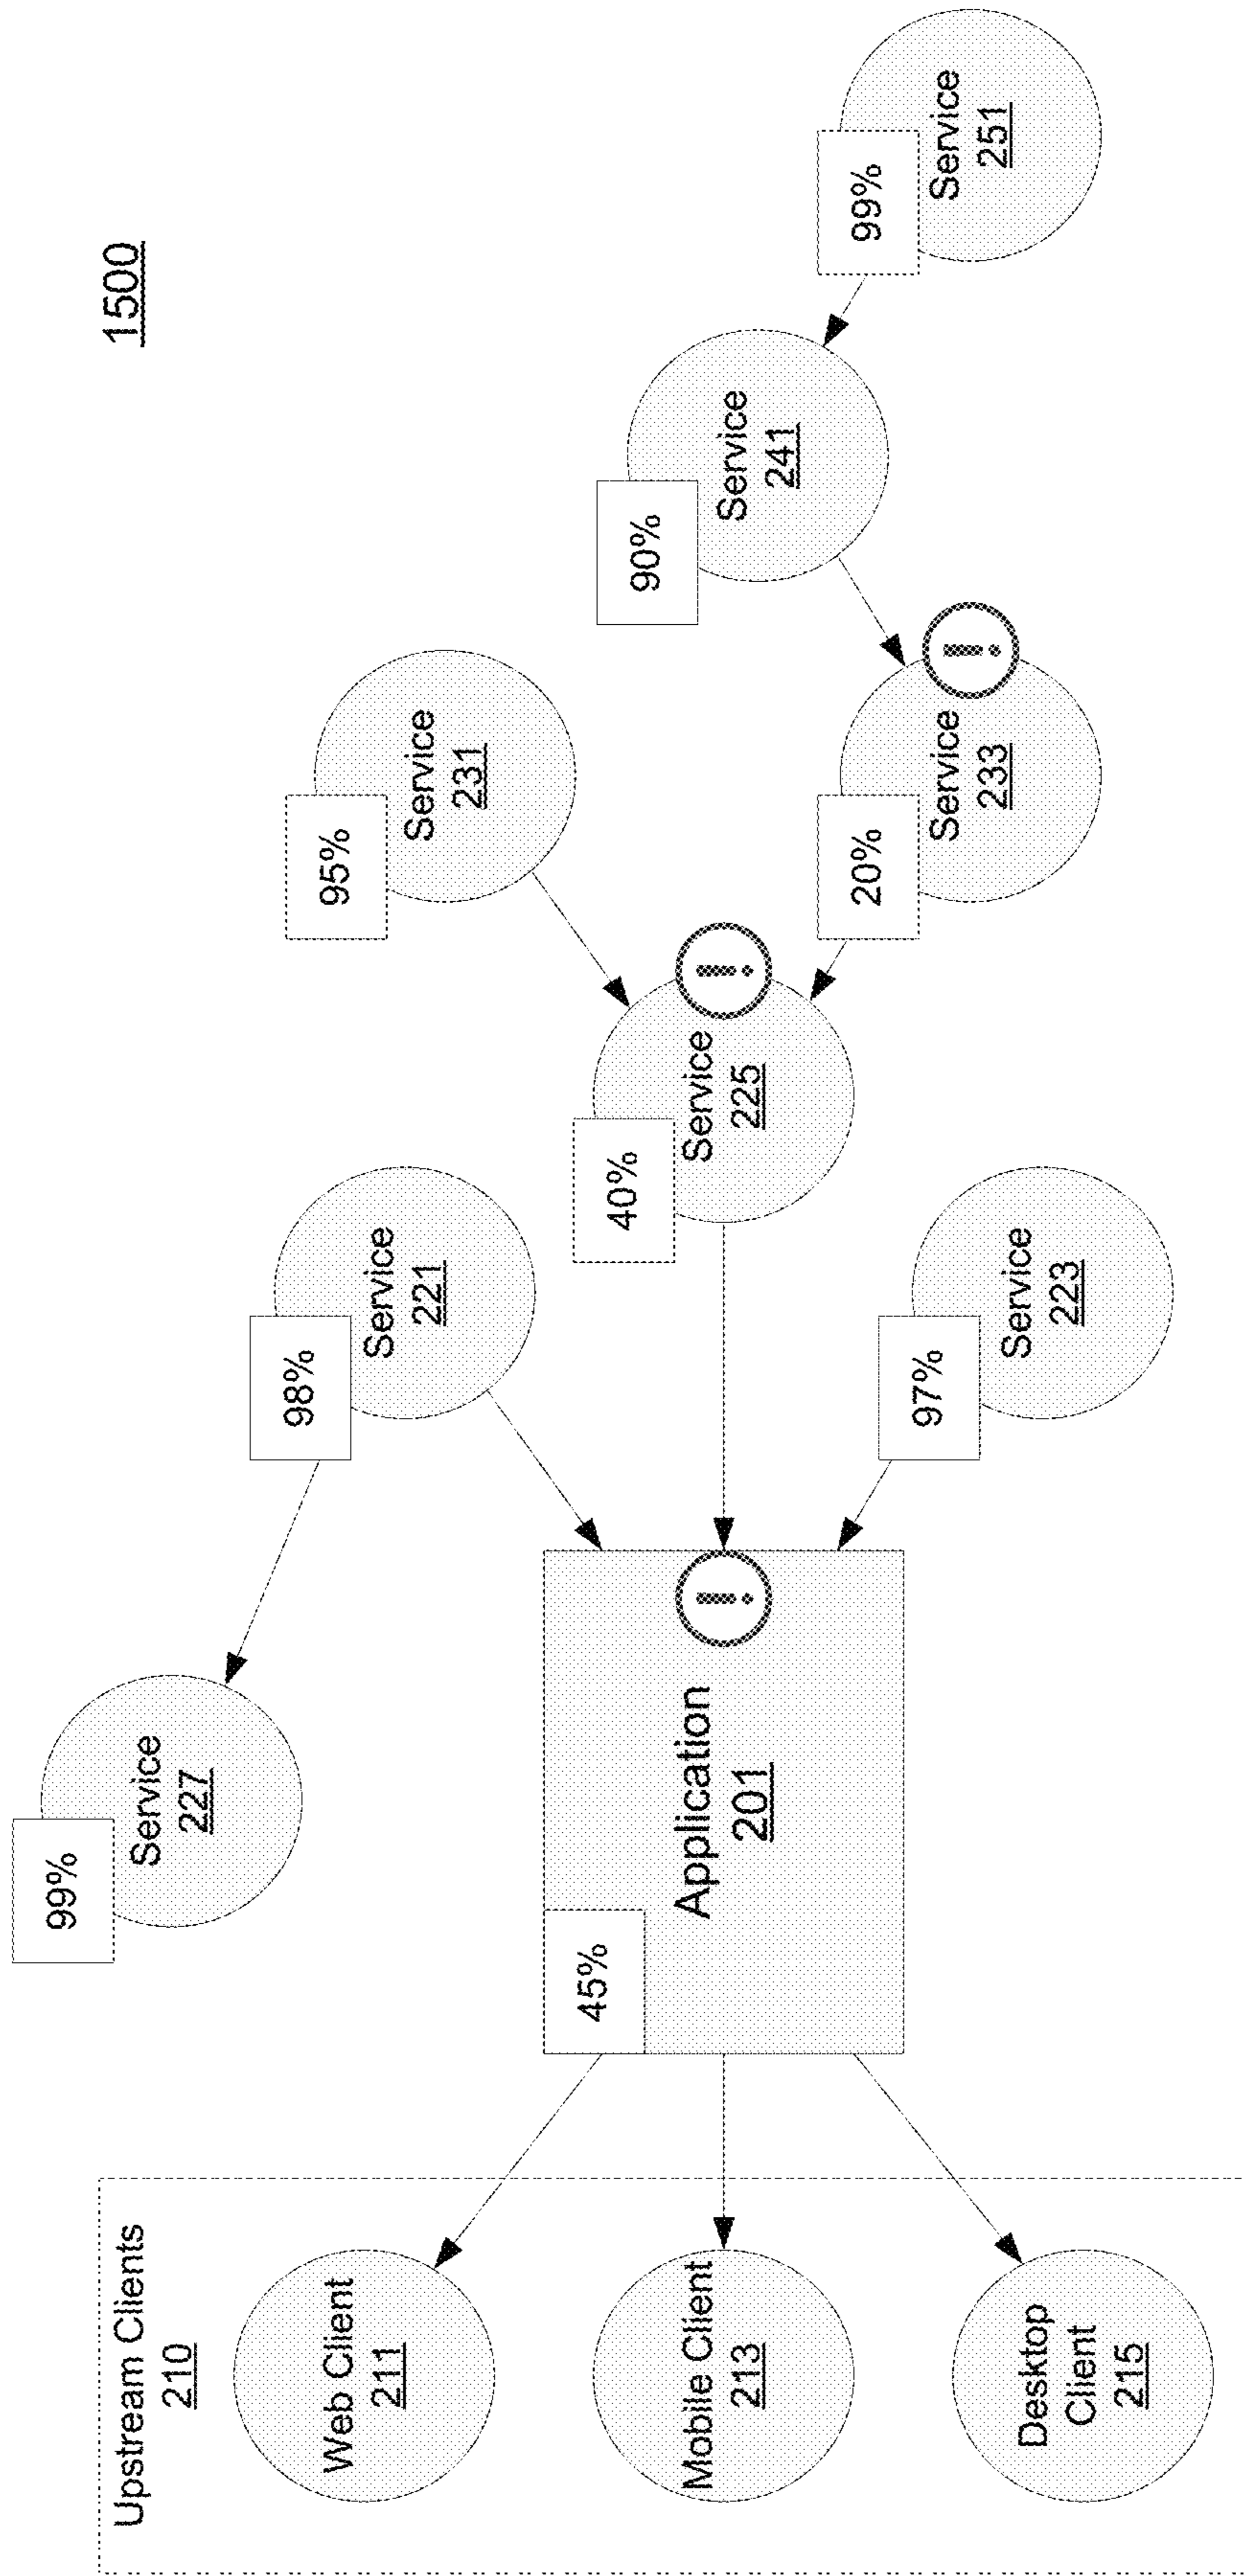 1500
Upstream Clients
210
Web Client
211
Mobile Client
213
Desktop
Client
215
45%
Application
201
i
99%
Service
227
98%
Service
221
40%
Service
225
i
97%
Service
223
95%
Service
231
20%
Service
233
i
90%
Service
241
99%
Service
251